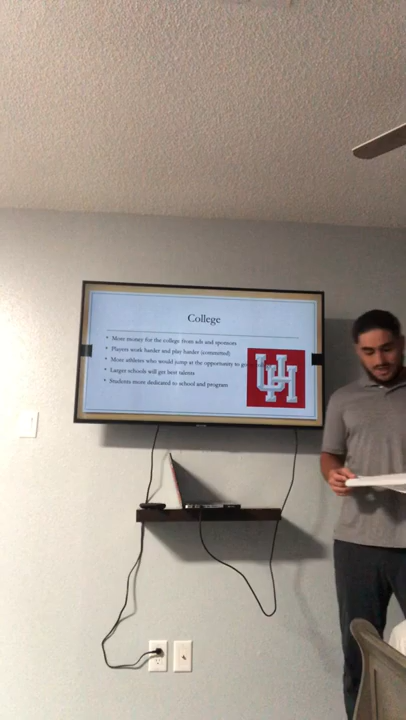 College
• More money for the college from ads and sponsors
• Players work harder and play harder (committed)
• More athletes who would jump at the opportunity to go
• Larger schools will get best talents
• Students more dedicated to school and program
UH